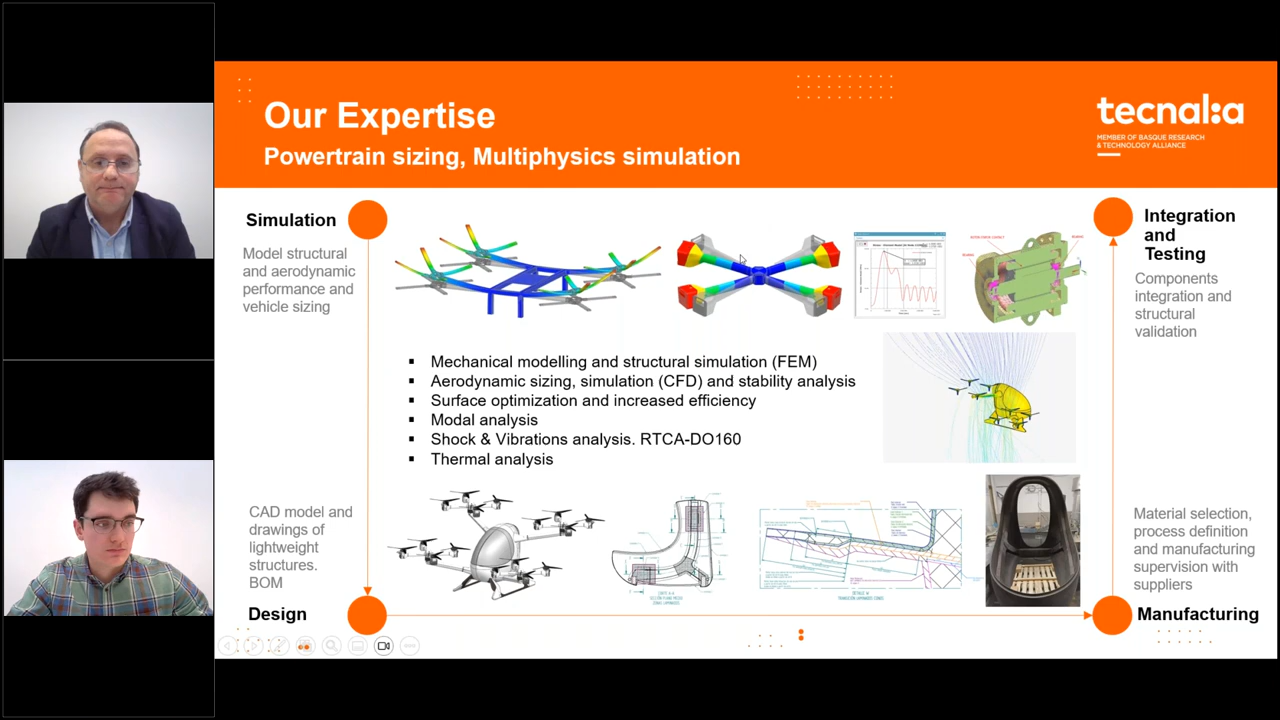 Our Expertise
Powertrain sizing, Multiphysics simulation
tecnal:a
MEMBER OF BASQUE RESEARCH
& TECHNOLOGY ALLIANCE
Simulation
Model structural
and aerodynamic
performance and
vehicle sizing
Integration
and
Testing
Components
integration and
structural
validation
▪ Mechanical modelling and structural simulation (FEM)
▪ Aerodynamic sizing, simulation (CFD) and stability analysis
▪ Surface optimization and increased efficiency
▪ Modal analysis
▪ Shock & Vibrations analysis. RTCA-DO160
▪ Thermal analysis
CAD model and
drawings of
lightweight
structures.
BOM
Design
Material selection,
process definition
and manufacturing
supervision with
suppliers
Manufacturing